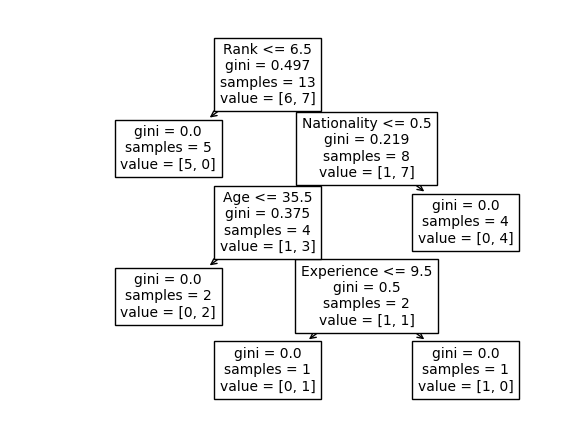 Rank <= 6.5
gini = 0.497
samples = 13
value = [6, 7]
gini = 0.0
samples = 5
value = [5, 0]
Nationality <= 0.5
gini = 0.219
samples = 8
value = [1, 7]
Age <= 35.5
gini = 0.375
samples = 4
value = [1, 3]
gini = 0.0
samples = 4
value = [0, 4]
gini = 0.0
samples = 2
value = [0, 2]
Experience <= 9.5
gini = 0.5
samples = 2
value = [1, 1]
gini = 0.0
samples = 1
value = [0, 1]
gini = 0.0
samples = 1
value = [1, 0]